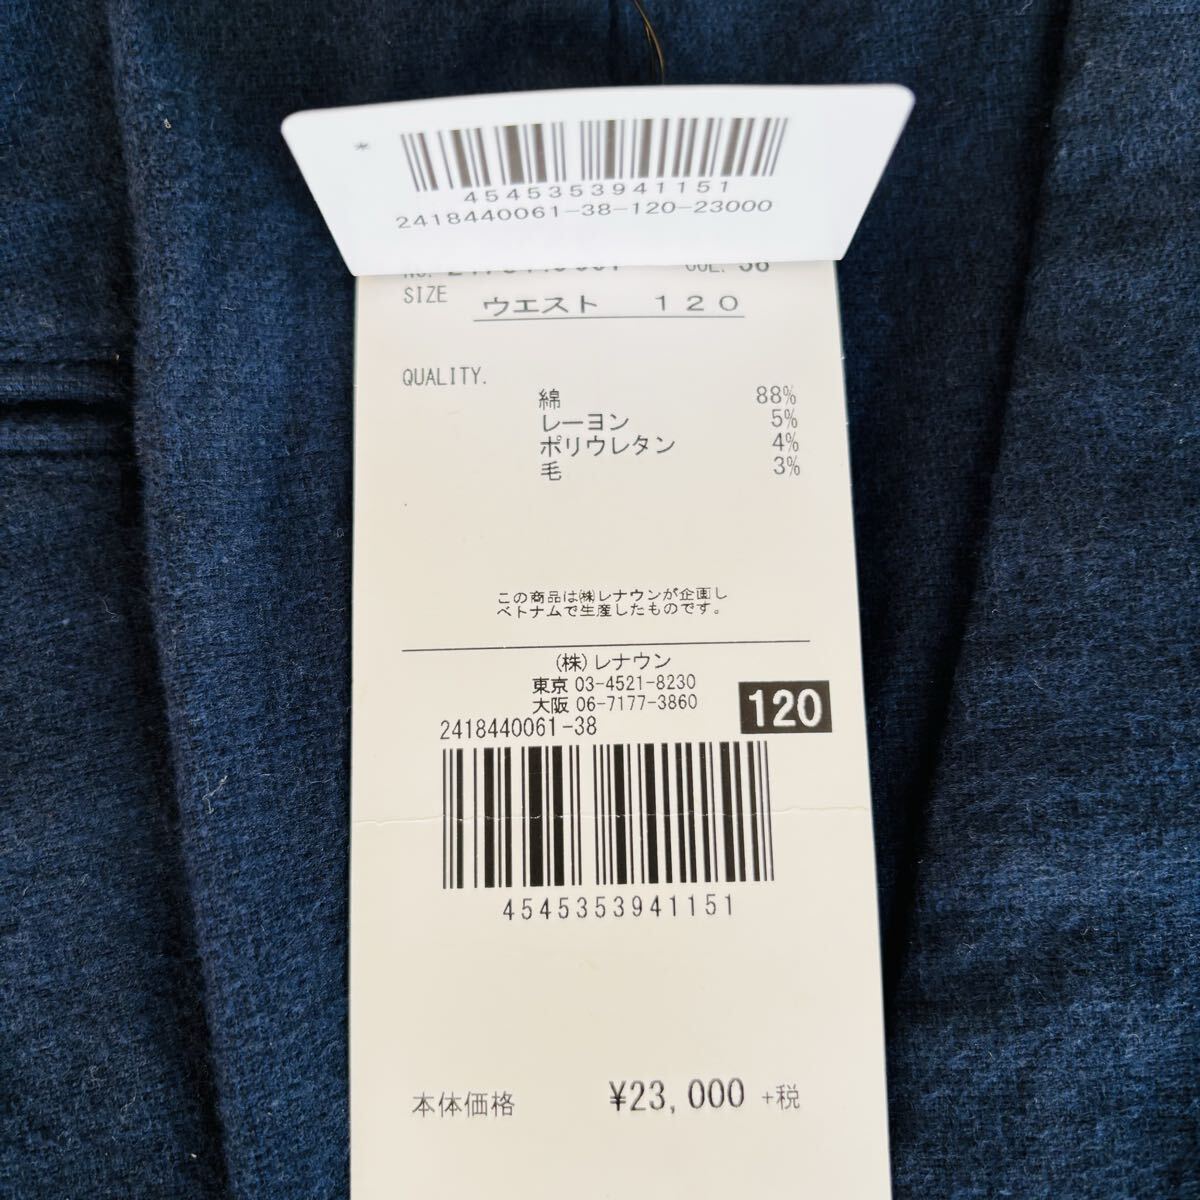 *
4545353941151
2418440061-38-120-23000
SIZE
ウエスト 120
QUALITY.
綿 88%
レーヨン 5%
ポリウレタン 4%
毛 3%
この商品は㈱レナウンが企画し
ベトナムで生産したものです。
(株)レナウン
東京 03-4521-8230
大阪 06-7177-3860
120
2418440061-38
4545353941151
本体価格 ¥23,000 +税